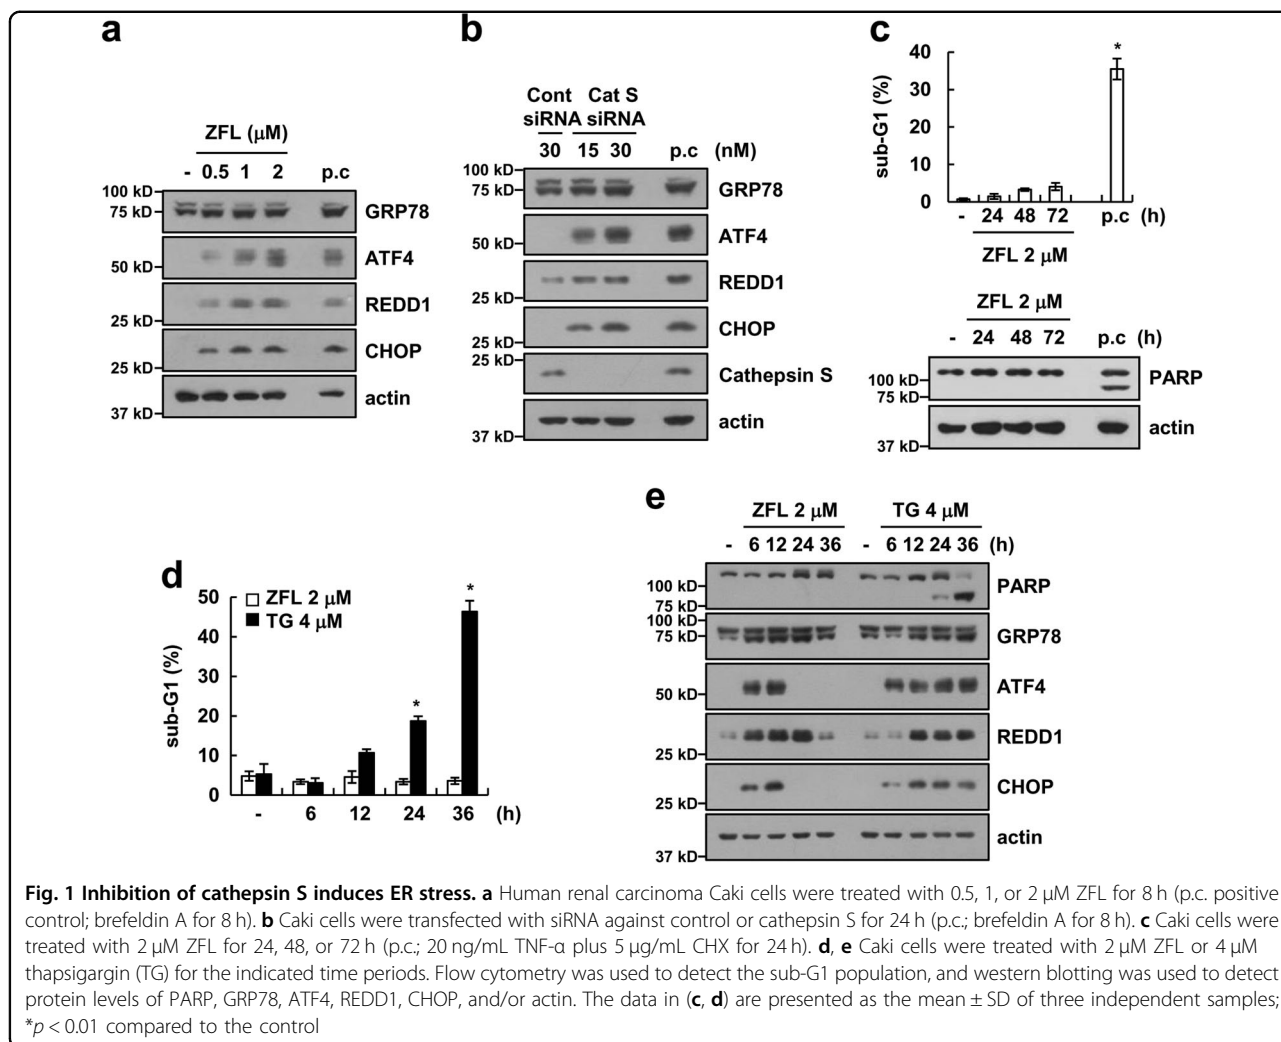 a
ZFL (μM)
- 0.5 1 2 p.c
100 kD
75 kD
GRP78
50 kD
ATF4
25 kD
REDD1
25 kD
CHOP
37 kD
actin
b
Cont Cat S
siRNA siRNA
30 15 30 p.c (nM)
100 kD
75 kD
GRP78
50 kD
ATF4
25 kD
REDD1
25 kD
CHOP
25 kD
Cathepsin S
37 kD
actin
c
sub-G1 (%)
40
30
20
10
0
*
- 24 48 72 p.c (h)
ZFL 2 μM
ZFL 2 μM
- 24 48 72 p.c (h)
100 kD
75 kD
PARP
37 kD
actin
d
sub-G1 (%)
50
40
30
20
10
0
ZFL 2 μM
TG 4 μM
*
*
- 6 12 24 36 (h)
e
ZFL 2 μM TG 4 μM
- 6 12 24 36 - 6 12 24 36 (h)
100 kD
75 kD
PARP
100 kD
75 kD
GRP78
50 kD
ATF4
25 kD
REDD1
25 kD
CHOP
37 kD
actin
Fig. 1 Inhibition of cathepsin S induces ER stress. a Human renal carcinoma Caki cells were treated with 0.5, 1, or 2 μM ZFL for 8 h (p.c. positive
control; brefeldin A for 8 h). b Caki cells were transfected with siRNA against control or cathepsin S for 24 h (p.c.; brefeldin A for 8 h). c Caki cells were
treated with 2 μM ZFL for 24, 48, or 72 h (p.c.; 20 ng/mL TNF-α plus 5 μg/mL CHX for 24 h). d, e Caki cells were treated with 2 μM ZFL or 4 μM
thapsigargin (TG) for the indicated time periods. Flow cytometry was used to detect the sub-G1 population, and western blotting was used to detect
protein levels of PARP, GRP78, ATF4, REDD1, CHOP, and/or actin. The data in (c, d) are presented as the mean ± SD of three independent samples;
*p < 0.01 compared to the control